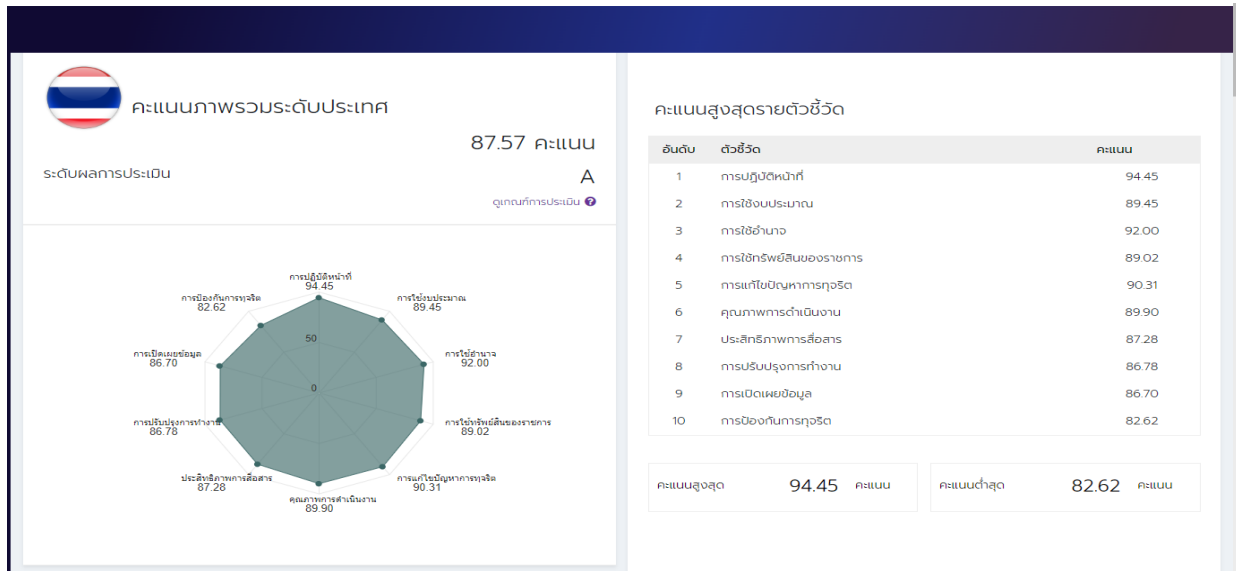 คะแนนภาพรวมระดับประเทศ
87.57 คะแนน
ระดับผลการประเมิน
A
ดูเกณฑ์การประเมิน
การปฏิบัติหน้าที่
94.45
การใช้งบประมาณ
89.45
การใช้อำนาจ
92.00
การใช้ทรัพย์สินของราชการ
89.02
การแก้ไขปัญหาการทุจริต
90.31
คุณภาพการดำเนินงาน
89.90
ประสิทธิภาพการสื่อสาร
87.28
การปรับปรุงการทำงาน
86.78
การเปิดเผยข้อมูล
86.70
การป้องกันการทุจริต
82.62
50
0
คะแนนสูงสุดรายตัวชี้วัด
อันดับ ตัวชี้วัด คะแนน
1 การปฏิบัติหน้าที่ 94.45
2 การใช้งบประมาณ 89.45
3 การใช้อำนาจ 92.00
4 การใช้ทรัพย์สินของราชการ 89.02
5 การแก้ไขปัญหาการทุจริต 90.31
6 คุณภาพการดำเนินงาน 89.90
7 ประสิทธิภาพการสื่อสาร 87.28
8 การปรับปรุงการทำงาน 86.78
9 การเปิดเผยข้อมูล 86.70
10 การป้องกันการทุจริต 82.62
คะแนนสูงสุด 94.45 คะแนน
คะแนนต่ำสุด 82.62 คะแนน